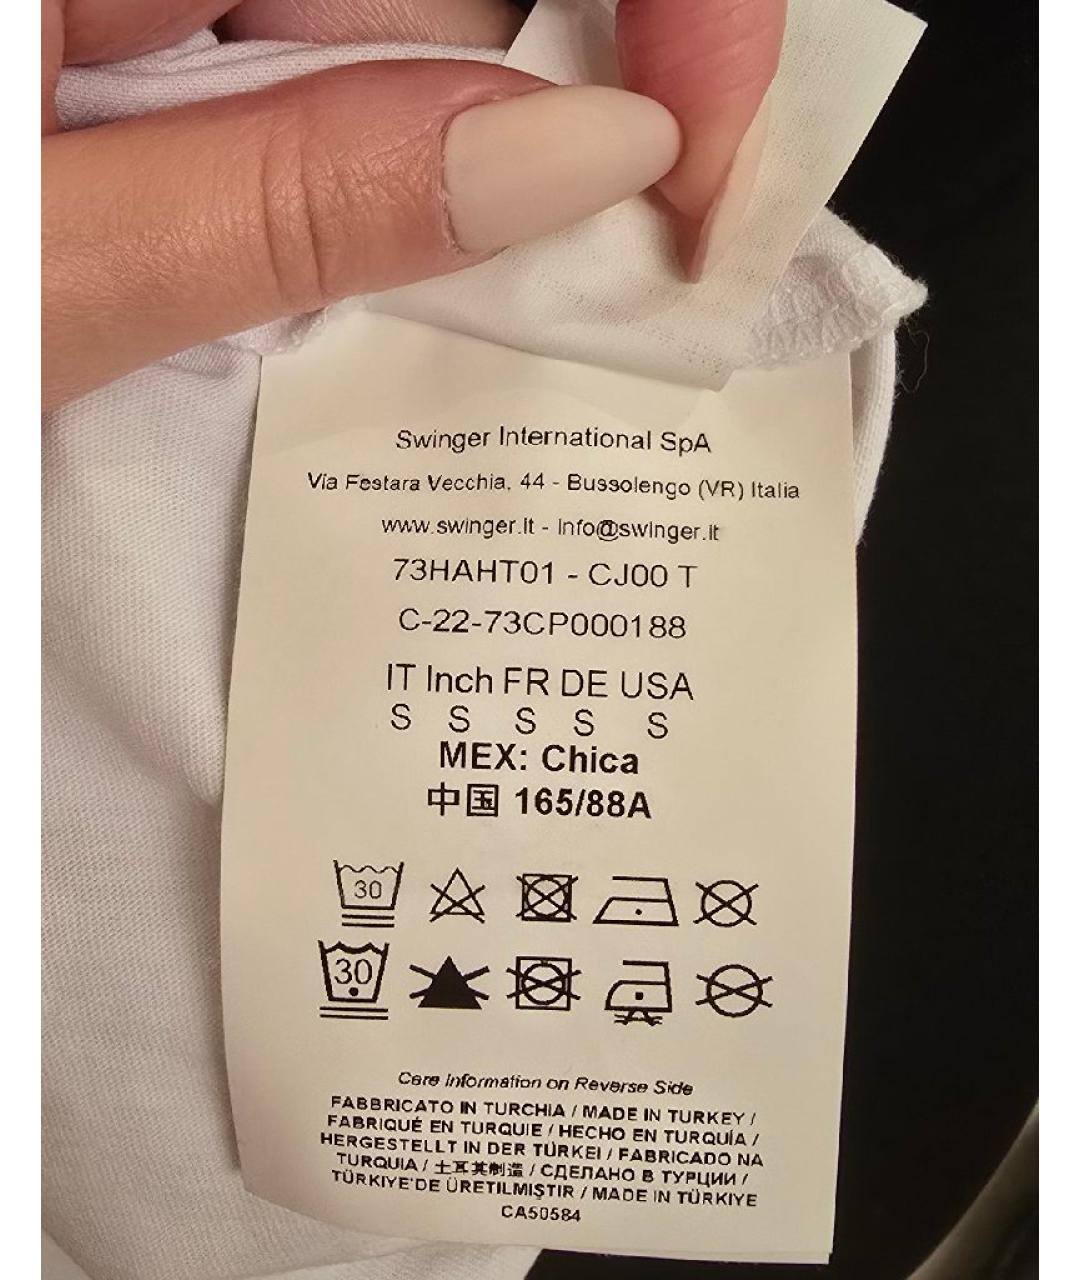 Swinger International SpA
Via Festara Vecchia, 44 - Bussolengo (VR) Italia
www.swinger.it - info@swinger.it
73HAHT01 - CJ00 T
C-22-73CP000188
IT Inch FR DE USA
S S S S S
MEX: Chica
中国 165/88A
30
30
Care Information on Reverse Side
FABBRICATO IN TURCHIA / MADE IN TURKEY /
FABRIQUÉ EN TURQUIE / HECHO EN TURQUÍA /
HERGESTELLT IN DER TÜRKEI / FABRICADO NA
TURQUIA / 土耳其制造 / СДЕЛАНО В ТУРЦИИ /
TÜRKİYE'DE ÜRETILMIŞTIR / MADE IN TÜRKIYE
CA50584